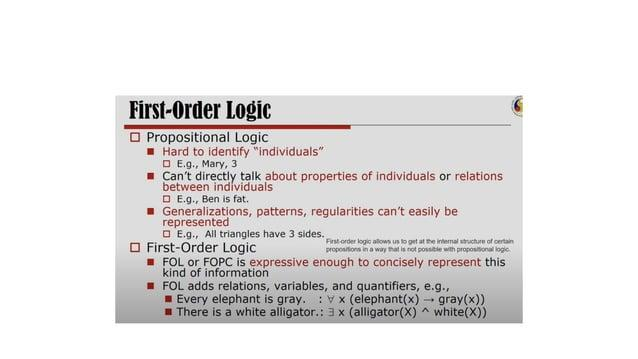 First-Order Logic
Propositional Logic
Hard to identify “individuals”
E.g., Mary, 3
Can’t directly talk about properties of individuals or relations
between individuals
E.g., Ben is fat.
Generalizations, patterns, regularities can’t easily be
represented
E.g., All triangles have 3 sides.
First-order logic allows us to get at the internal structure of certain
propositions in a way that is not possible with propositional logic.
First-Order Logic
FOL or FOPC is expressive enough to concisely represent this
kind of information
FOL adds relations, variables, and quantifiers, e.g.,
Every elephant is gray. : ∀ x (elephant(x) → gray(x))
There is a white alligator.: ∃ x (alligator(X) ^ white(X))